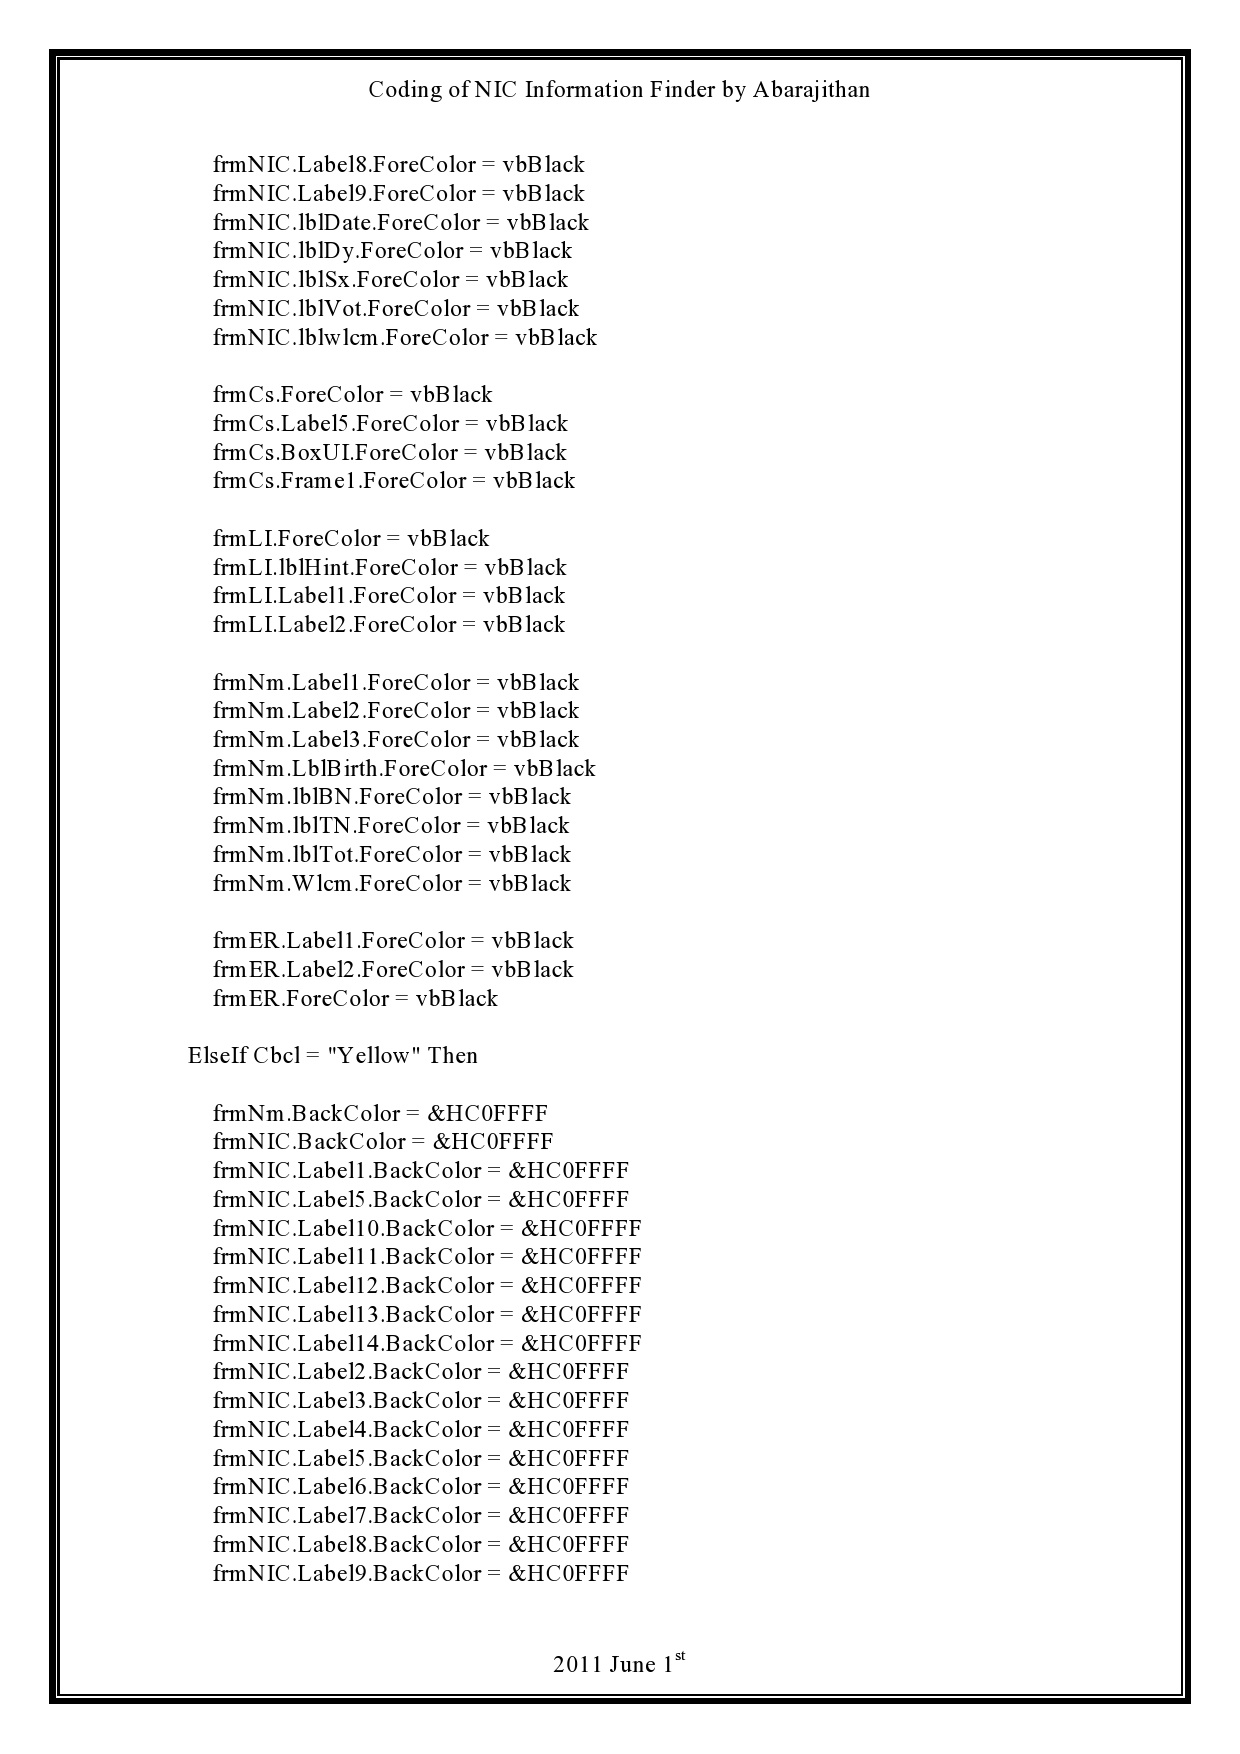 Coding of NIC Information Finder by Abarajithan
frmNIC.Label8.ForeColor = vbBlack
frmNIC.Label9.ForeColor = vbBlack
frmNIC.lblDate.ForeColor = vbBlack
frmNIC.lblDy.ForeColor = vbBlack
frmNIC.lblSx.ForeColor = vbBlack
frmNIC.lblVot.ForeColor = vbBlack
frmNIC.lblwlcm.ForeColor = vbBlack
frmCs.ForeColor = vbBlack
frmCs.Label5.ForeColor = vbBlack
frmCs.BoxUI.ForeColor = vbBlack
frmCs.Frame1.ForeColor = vbBlack
frmLI.ForeColor = vbBlack
frmLI.lblHint.ForeColor = vbBlack
frmLI.Label1.ForeColor = vbBlack
frmLI.Label2.ForeColor = vbBlack
frmNm.Label1.ForeColor = vbBlack
frmNm.Label2.ForeColor = vbBlack
frmNm.Label3.ForeColor = vbBlack
frmNm.LblBirth.ForeColor = vbBlack
frmNm.lblBN.ForeColor = vbBlack
frmNm.lblTN.ForeColor = vbBlack
frmNm.lblTot.ForeColor = vbBlack
frmNm.Wlcm.ForeColor = vbBlack
frmER.Label1.ForeColor = vbBlack
frmER.Label2.ForeColor = vbBlack
frmER.ForeColor = vbBlack
ElseIf Cbcl = "Yellow" Then
frmNm.BackColor = &HC0FFFF
frmNIC.BackColor = &HC0FFFF
frmNIC.Label1.BackColor = &HC0FFFF
frmNIC.Label5.BackColor = &HC0FFFF
frmNIC.Label10.BackColor = &HC0FFFF
frmNIC.Label11.BackColor = &HC0FFFF
frmNIC.Label12.BackColor = &HC0FFFF
frmNIC.Label13.BackColor = &HC0FFFF
frmNIC.Label14.BackColor = &HC0FFFF
frmNIC.Label2.BackColor = &HC0FFFF
frmNIC.Label3.BackColor = &HC0FFFF
frmNIC.Label4.BackColor = &HC0FFFF
frmNIC.Label5.BackColor = &HC0FFFF
frmNIC.Label6.BackColor = &HC0FFFF
frmNIC.Label7.BackColor = &HC0FFFF
frmNIC.Label8.BackColor = &HC0FFFF
frmNIC.Label9.BackColor = &HC0FFFF
2011 June 1st